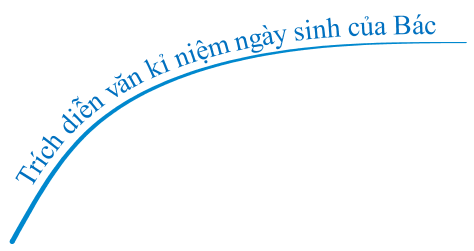 Trích diễn văn kỉ niệm ngày sinh của Bác